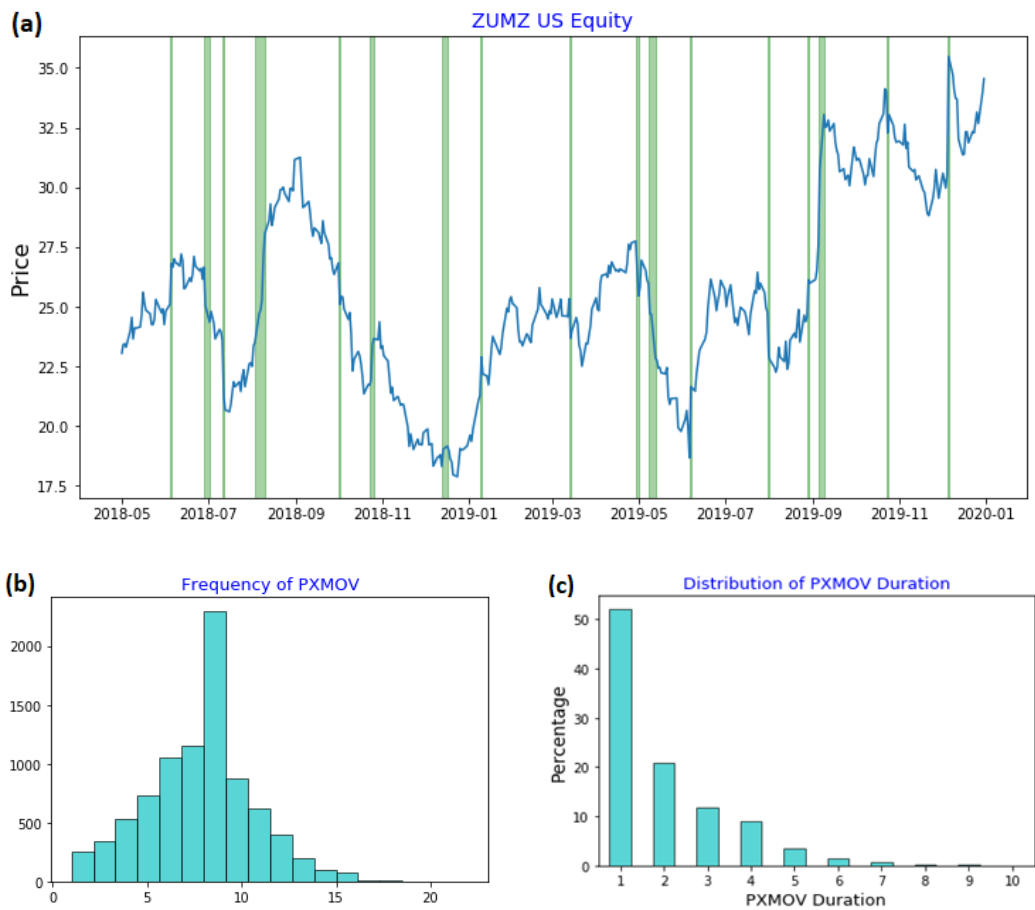 (a)
ZUMZ US Equity
Price
35.0
32.5
30.0
27.5
25.0
22.5
20.0
17.5
2018-05 2018-07 2018-09 2018-11 2019-01 2019-03 2019-05 2019-07 2019-09 2019-11 2020-01
(b)
Frequency of PXMOV
2000
1500
1000
500
0
0 5 10 15 20
(c)
Distribution of PXMOV Duration
Percentage
50
40
30
20
10
0
1 2 3 4 5 6 7 8 9 10
PXMOV Duration